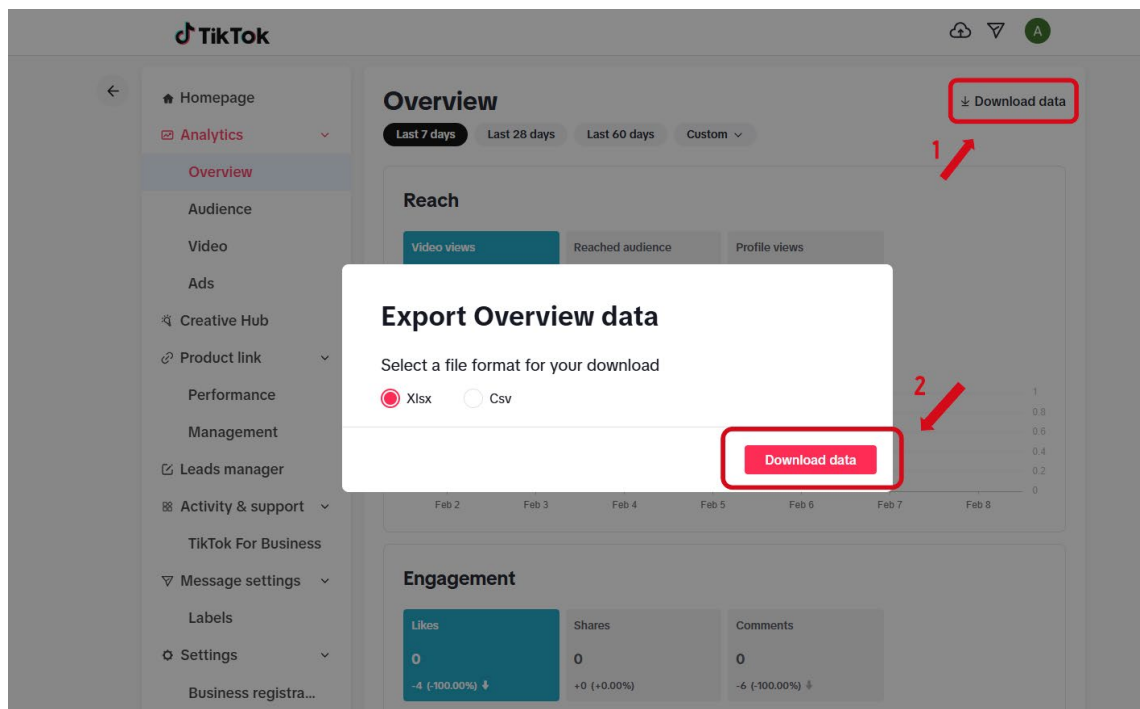 TikTok
A
Homepage
Analytics
Overview
Audience
Video
Ads
Creative Hub
Product link
Performance
Management
Leads manager
Activity & support
TikTok For Business
Message settings
Labels
Settings
Business registra...
Overview
Download data
Last 7 days
Last 28 days
Last 60 days
Custom
1
Reach
Video views
Reached audience
Profile views
Export Overview data
Select a file format for your download
Xlsx
Csv
2
Download data
1
0.8
0.6
0.4
0.2
0
Feb 2
Feb 3
Feb 4
Feb 5
Feb 6
Feb 7
Feb 8
Engagement
Likes
0
-4 (-100.00%)
Shares
0
+0 (+0.00%)
Comments
0
-6 (-100.00%)